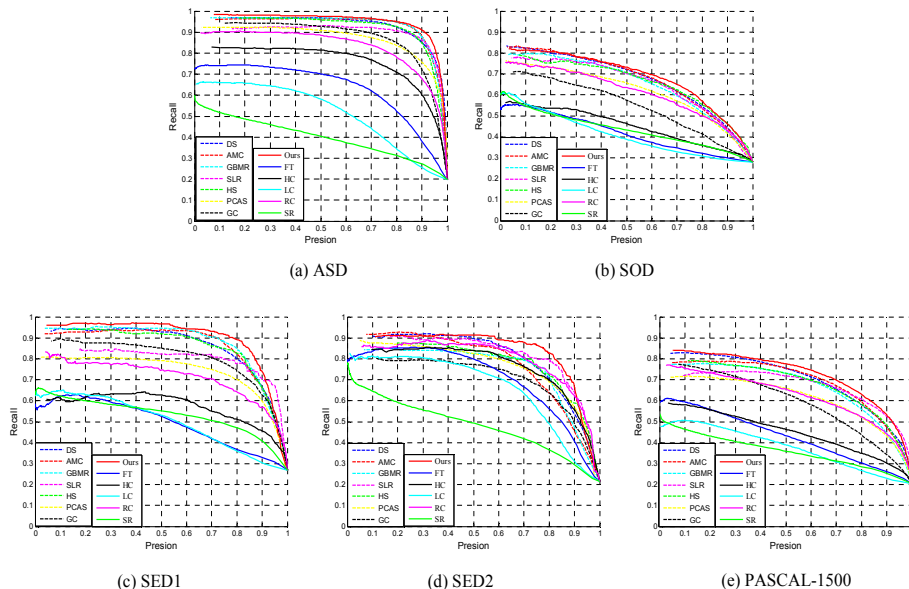 1
0.9
0.8
0.7
0.6
0.5
0.4
0.3
0.2
0.1
0
Recall
DS
AMC
GBMR
SLR
HS
PCAS
GC
Ours
FT
HC
LC
RC
SR
0 0.1 0.2 0.3 0.4 0.5 0.6 0.7 0.8 0.9 1
Presion
(a) ASD
1
0.9
0.8
0.7
0.6
0.5
0.4
0.3
0.2
0.1
0
Recall
DS
AMC
GBMR
SLR
HS
PCAS
GC
Ours
FT
HC
LC
RC
SR
0 0.1 0.2 0.3 0.4 0.5 0.6 0.7 0.8 0.9 1
Presion
(b) SOD
1
0.9
0.8
0.7
0.6
0.5
0.4
0.3
0.2
0.1
0
Recall
DS
AMC
GBMR
SLR
HS
PCAS
GC
Ours
FT
HC
LC
RC
SR
0 0.1 0.2 0.3 0.4 0.5 0.6 0.7 0.8 0.9 1
Presion
(c) SED1
1
0.9
0.8
0.7
0.6
0.5
0.4
0.3
0.2
0.1
0
Recall
DS
AMC
GBMR
SLR
HS
PCAS
GC
Ours
FT
HC
LC
RC
SR
0 0.1 0.2 0.3 0.4 0.5 0.6 0.7 0.8 0.9 1
Presion
(d) SED2
1
0.9
0.8
0.7
0.6
0.5
0.4
0.3
0.2
0.1
0
Recall
DS
AMC
GBMR
SLR
HS
PCAS
GC
Ours
FT
HC
LC
RC
SR
0 0.1 0.2 0.3 0.4 0.5 0.6 0.7 0.8 0.9
Presion
(e) PASCAL-1500